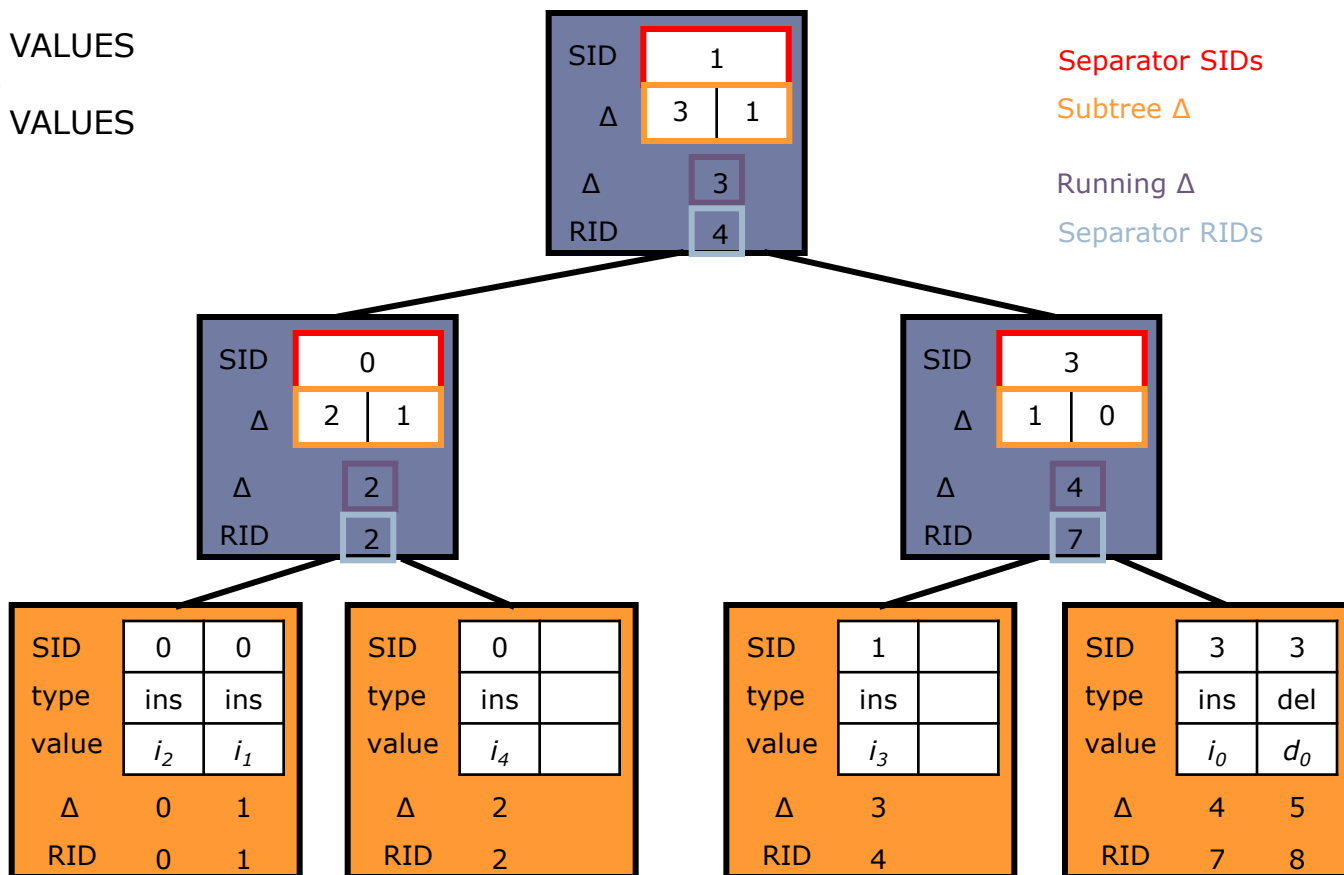 VALUES
VALUES
SID 1
Δ 3 1
Δ 3
RID 4
Separator SIDs
Subtree Δ
Running Δ
Separator RIDs
SID 0
Δ 2 1
Δ 2
RID 2
SID 3
Δ 1 0
Δ 4
RID 7
SID 0 0
type ins ins
value i2 i1
Δ 0 1
RID 0 1
SID 0
type ins
value i4
Δ 2
RID 2
SID 1
type ins
value i3
Δ 3
RID 4
SID 3 3
type ins del
value i0 d0
Δ 4 5
RID 7 8